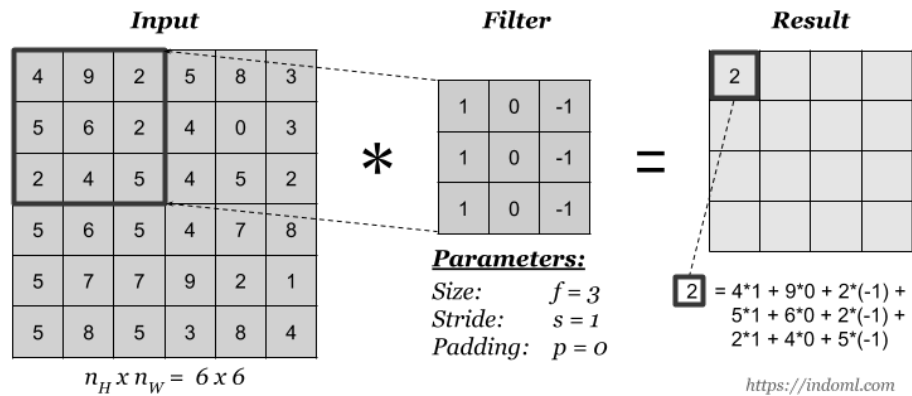 Input
Filter
Result
4 9 2 5 8 3
5 6 2 4 0 3
2 4 5 4 5 2
5 6 5 4 7 8
5 7 7 9 2 1
5 8 5 3 8 4
n_H x n_W = 6 x 6
*
1 0 -1
1 0 -1
1 0 -1
Parameters:
Size: f = 3
Stride: s = 1
Padding: p = 0
=
2
2 = 4*1 + 9*0 + 2*(-1) +
5*1 + 6*0 + 2*(-1) +
2*1 + 4*0 + 5*(-1)
https://indoml.com